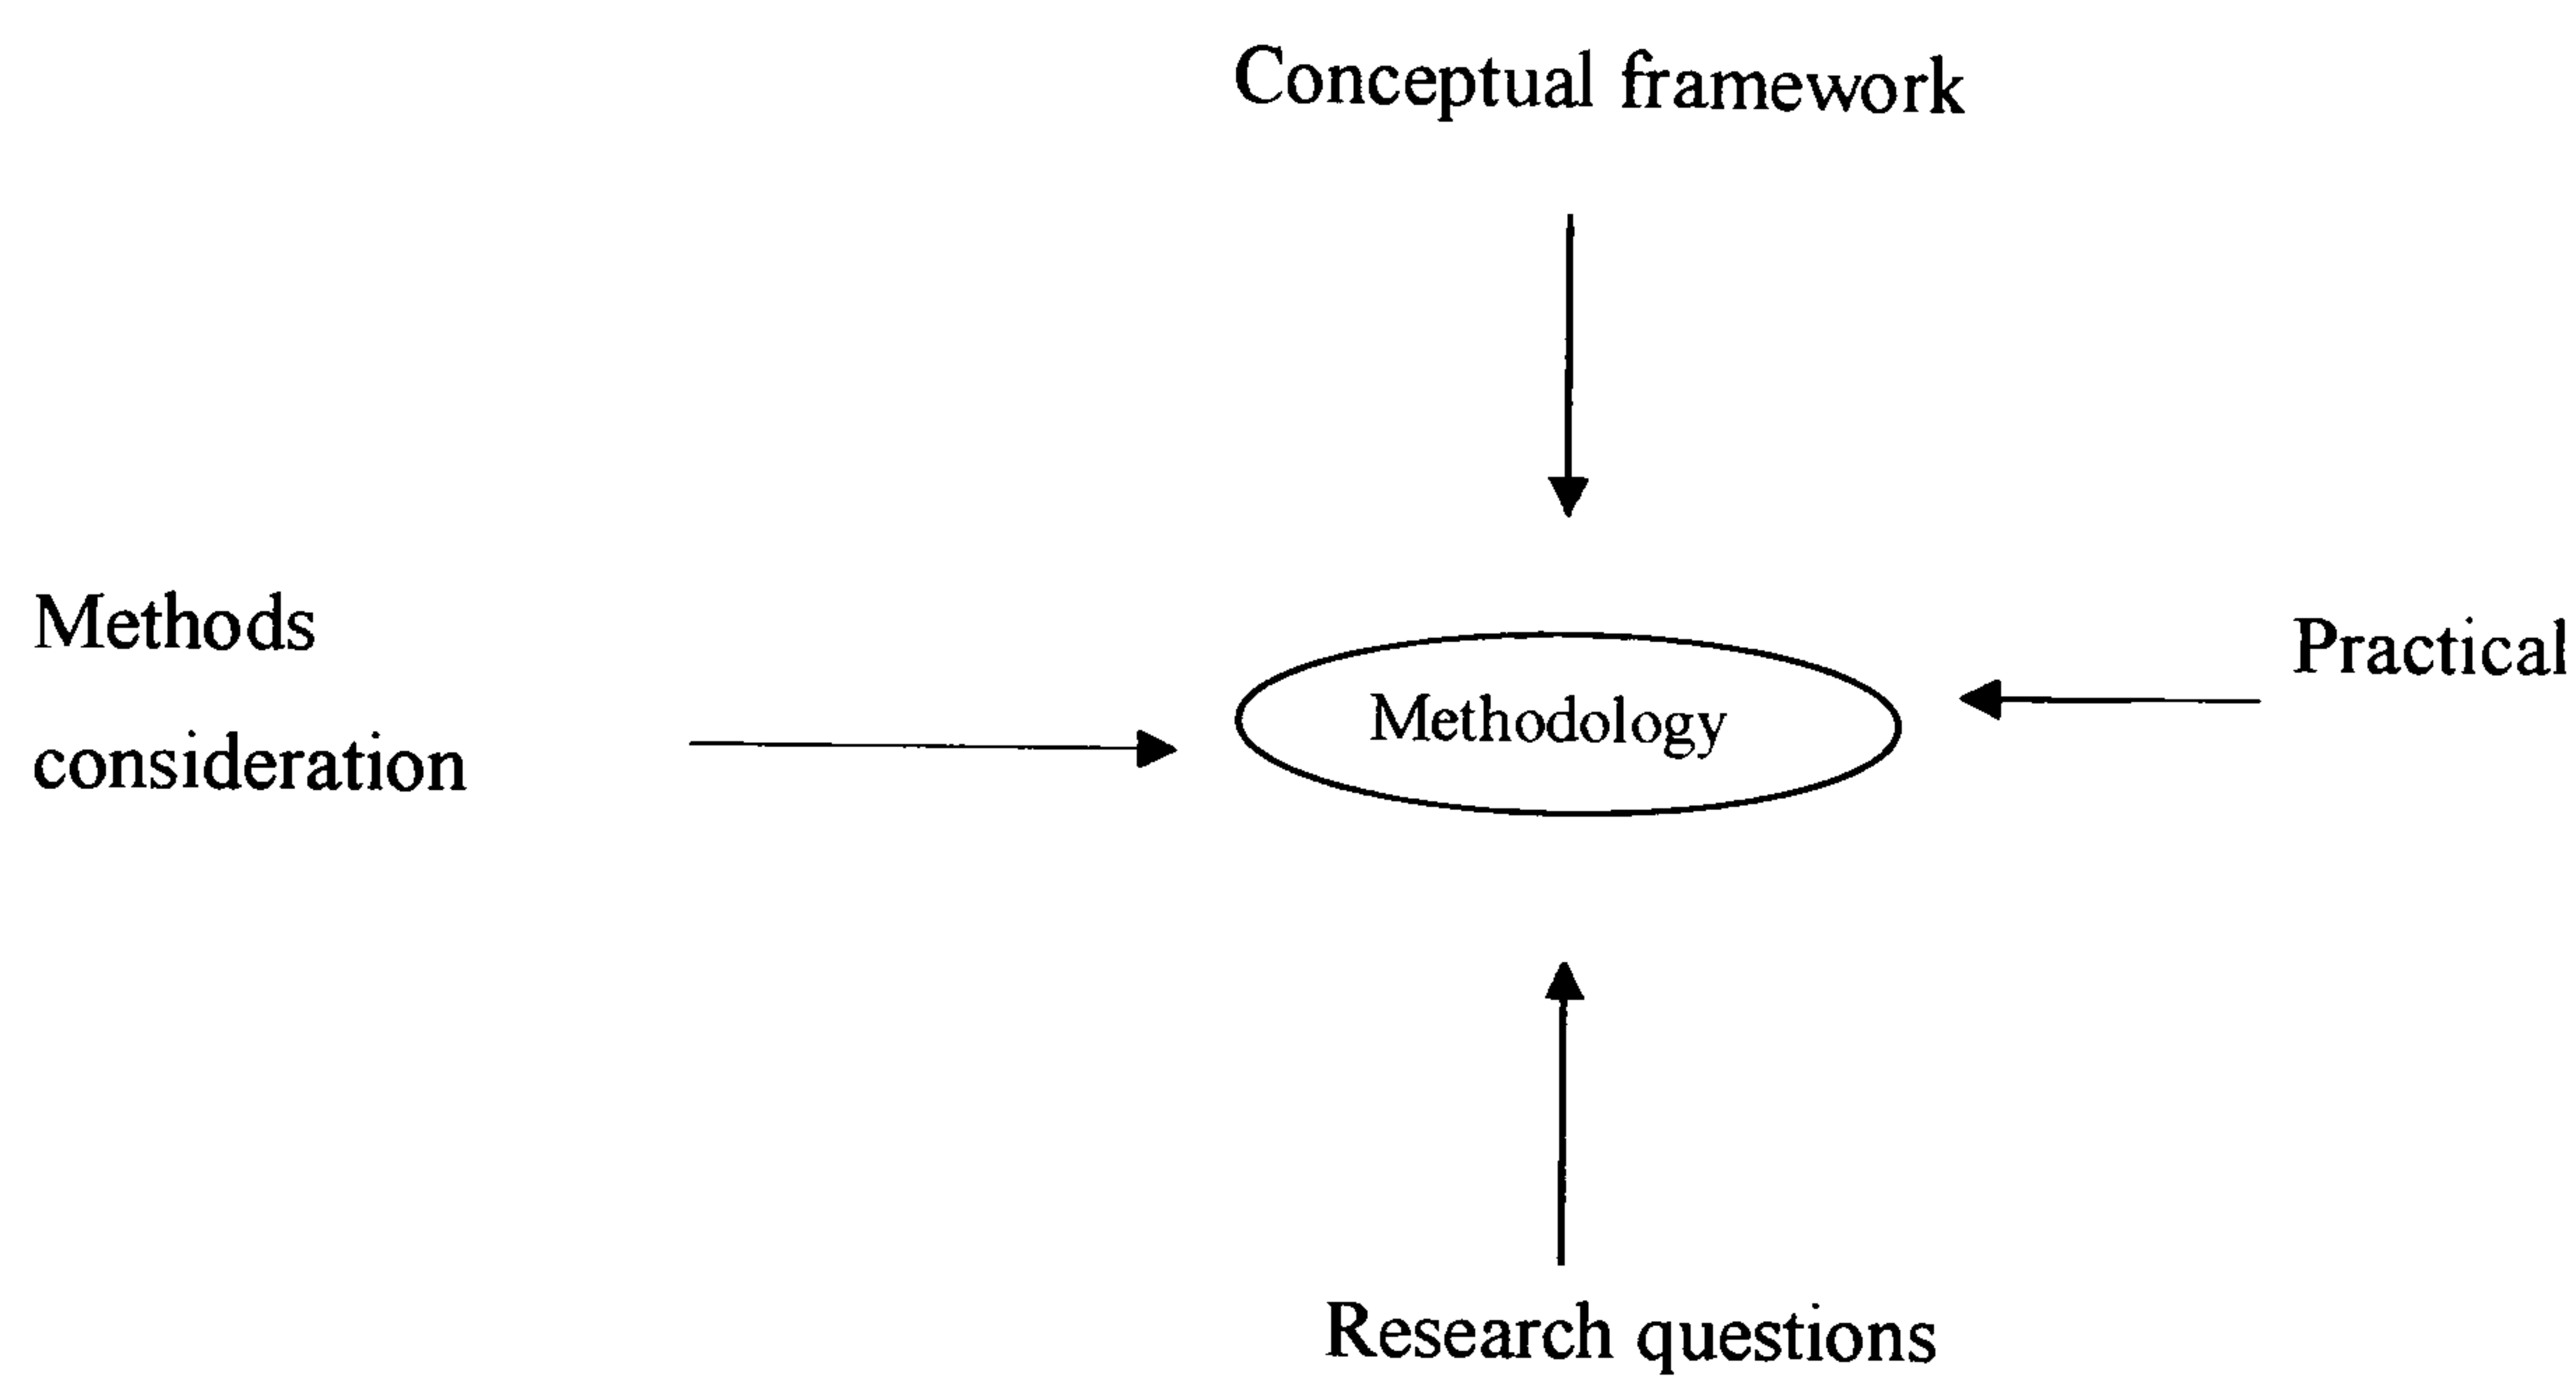 Conceptual framework
Methods
consideration
Methodology
Practical
Research questions